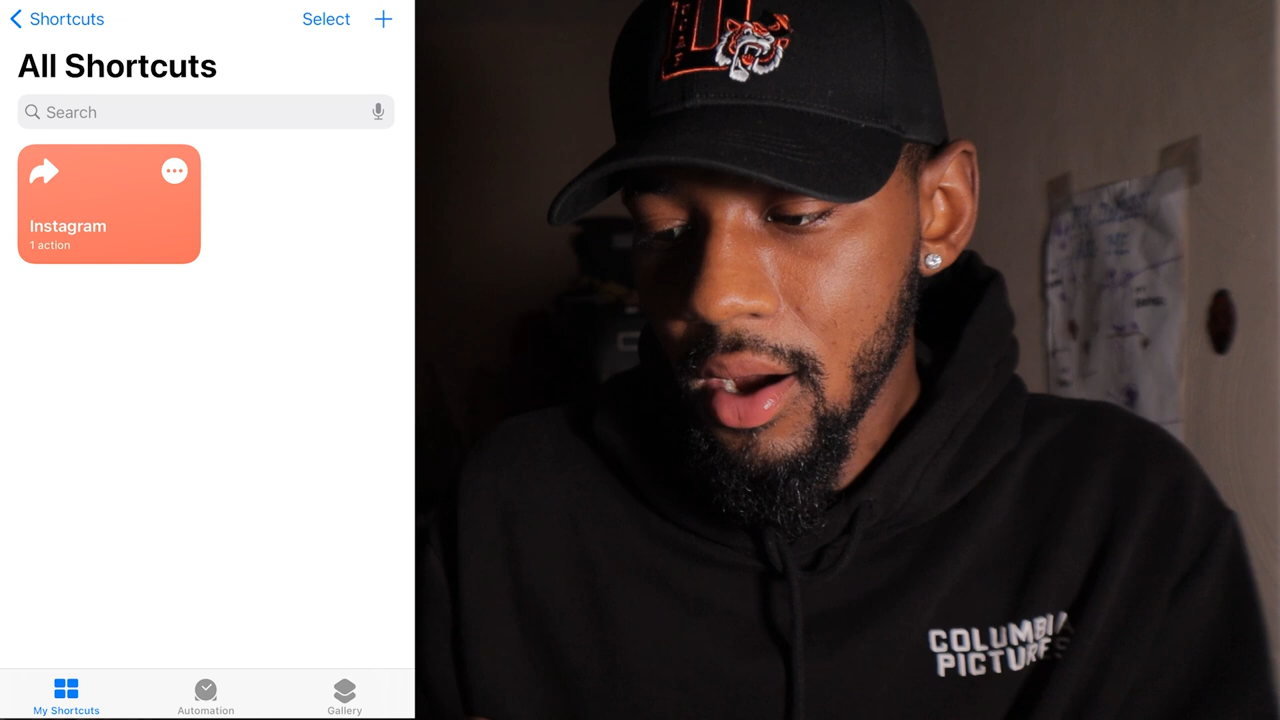 Shortcuts
Select
All Shortcuts
Search
Instagram
1 action
My Shortcuts
Automation
Gallery
COLUMBIA
PICTURES